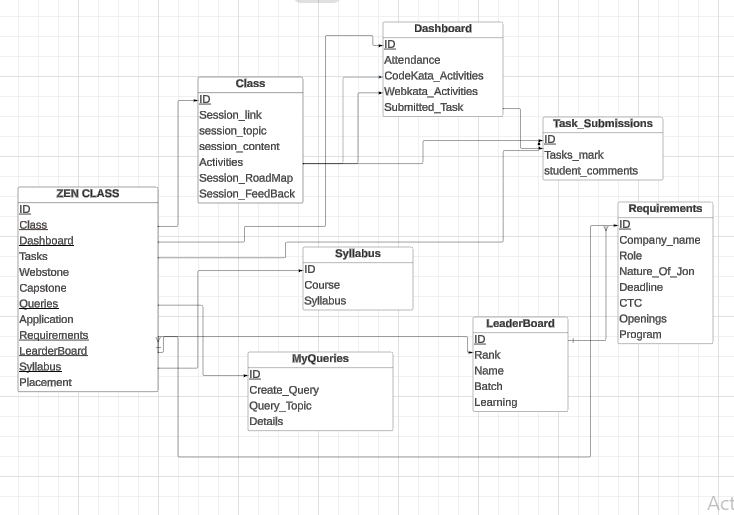 Dashboard
ID
Attendance
CodeKata_Activities
Webkata_Activities
Submitted_Task
Class
ID
Session_link
session_topic
session_content
Activities
Session_RoadMap
Session_FeedBack
Task_Submissions
ID
Tasks_mark
student_comments
ZEN CLASS
ID
Class
Dashboard
Tasks
Webstone
Capstone
Queries
Application
Requirements
LearderBoard
Syllabus
Placement
Requirements
ID
Company_name
Role
Nature_Of_Jon
Deadline
CTC
Openings
Program
Syllabus
ID
Course
Syllabus
LeaderBoard
ID
Rank
Name
Batch
Learning
MyQueries
ID
Create_Query
Query_Topic
Details
Act